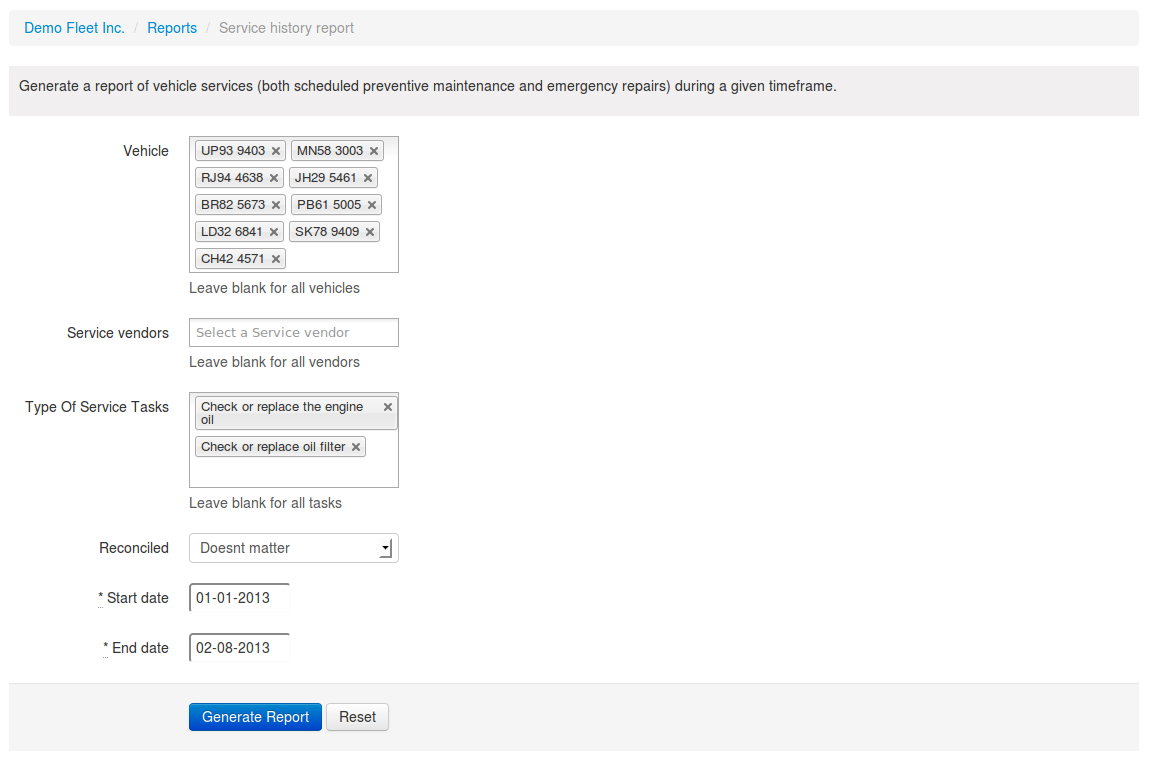 Demo Fleet Inc. / Reports / Service history report
Generate a report of vehicle services (both scheduled preventive maintenance and emergency repairs) during a given timeframe.
Vehicle
UP93 9403 × MN58 3003 ×
RJ94 4638 × JH29 5461 ×
BR82 5673 × PB61 5005 ×
LD32 6841 × SK78 9409 ×
CH42 4571 ×
Leave blank for all vehicles
Service vendors
Select a Service vendor
Leave blank for all vendors
Type Of Service Tasks
Check or replace the engine ×
oil
Check or replace oil filter ×
Leave blank for all tasks
Reconciled
Doesnt matter
* Start date
01-01-2013
* End date
02-08-2013
Generate Report Reset